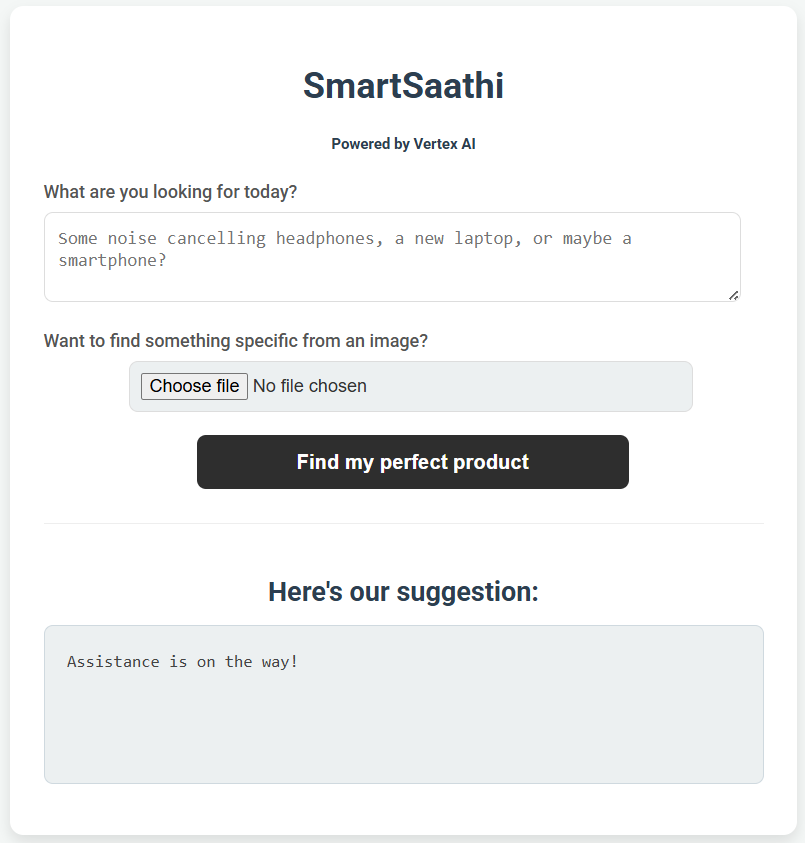 SmartSaathi
Powered by Vertex AI
What are you looking for today?
Some noise cancelling headphones, a new laptop, or maybe a
smartphone?
Want to find something specific from an image?
Choose file No file chosen
Find my perfect product
Here's our suggestion:
Assistance is on the way!